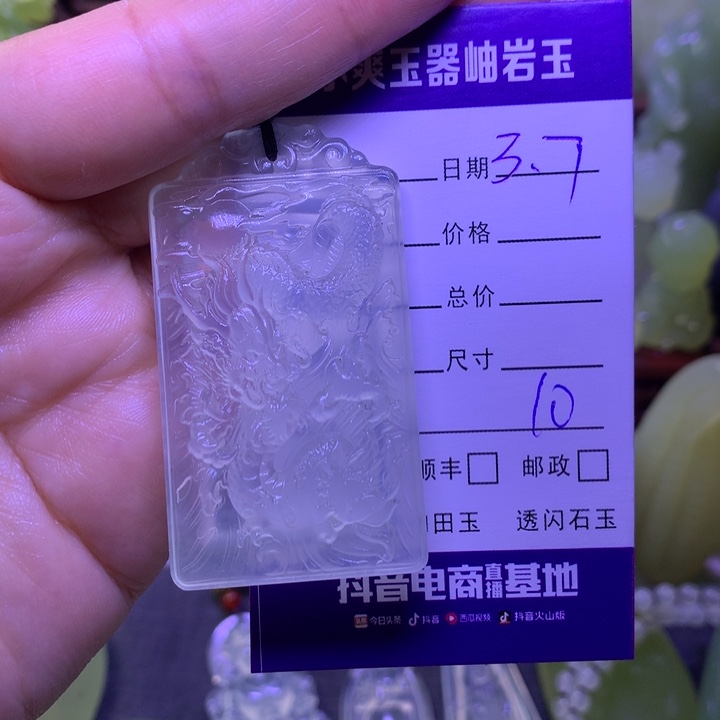 爽玉器岫岩玉
日期 3.7
价格
总价
尺寸
10
顺丰 邮政
田玉 透闪石玉
抖音电商直播基地
今日头条 抖音 西瓜视频 抖音火山版